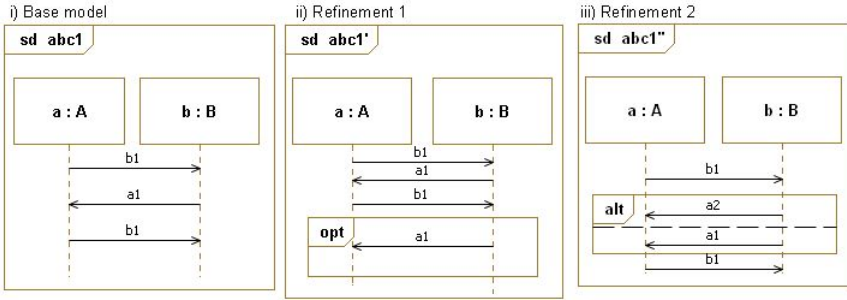 i) Base model
sd abc1
a : A
b : B
b1
a1
b1
ii) Refinement 1
sd abc1'
a : A
b : B
b1
a1
b1
opt
a1
iii) Refinement 2
sd abc1"
a : A
b : B
b1
alt
a2
a1
b1